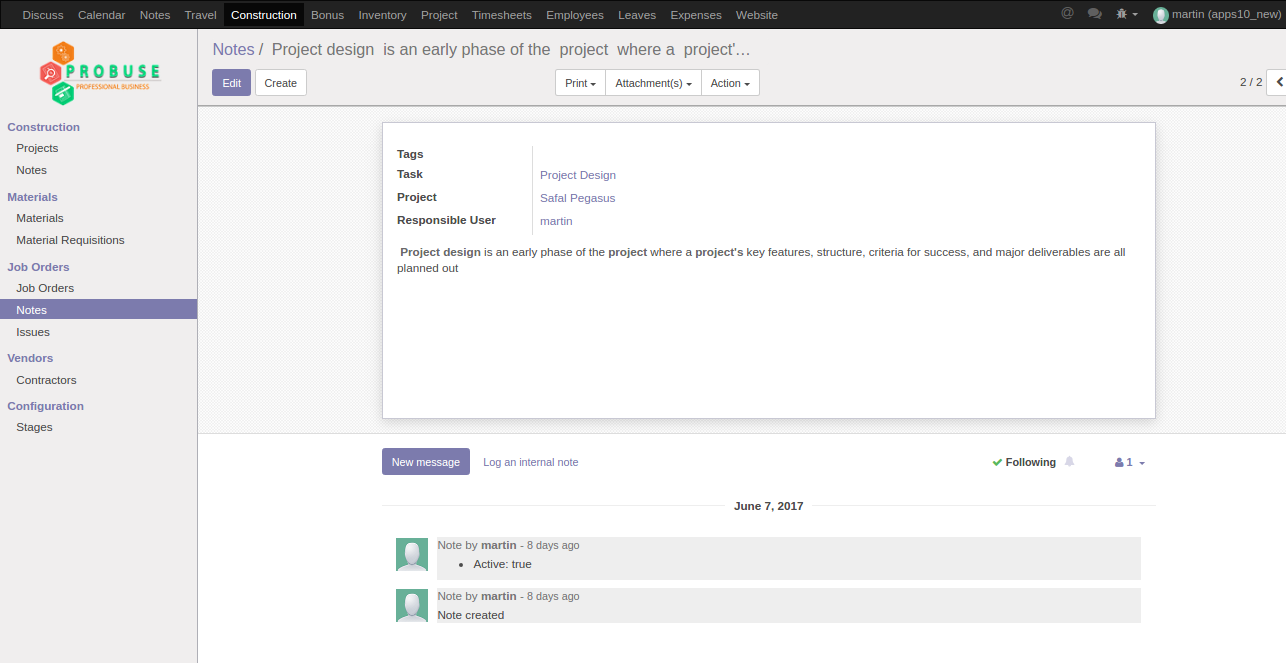 Discuss Calendar Notes Travel Construction Bonus Inventory Project Timesheets Employees Leaves Expenses Website @ martin (apps10_new)
PROBUSE
PROFESSIONAL BUSINESS
Construction
Projects
Notes
Materials
Materials
Material Requisitions
Job Orders
Job Orders
Notes
Issues
Vendors
Contractors
Configuration
Stages
Notes / Project design is an early phase of the project where a project'...
Edit Create Print Attachment(s) Action 2 / 2
Tags
Task Project Design
Project Safal Pegasus
Responsible User martin
Project design is an early phase of the project where a project's key features, structure, criteria for success, and major deliverables are all
planned out
New message Log an internal note Following 1
June 7, 2017
Note by martin - 8 days ago
• Active: true
Note by martin - 8 days ago
Note created